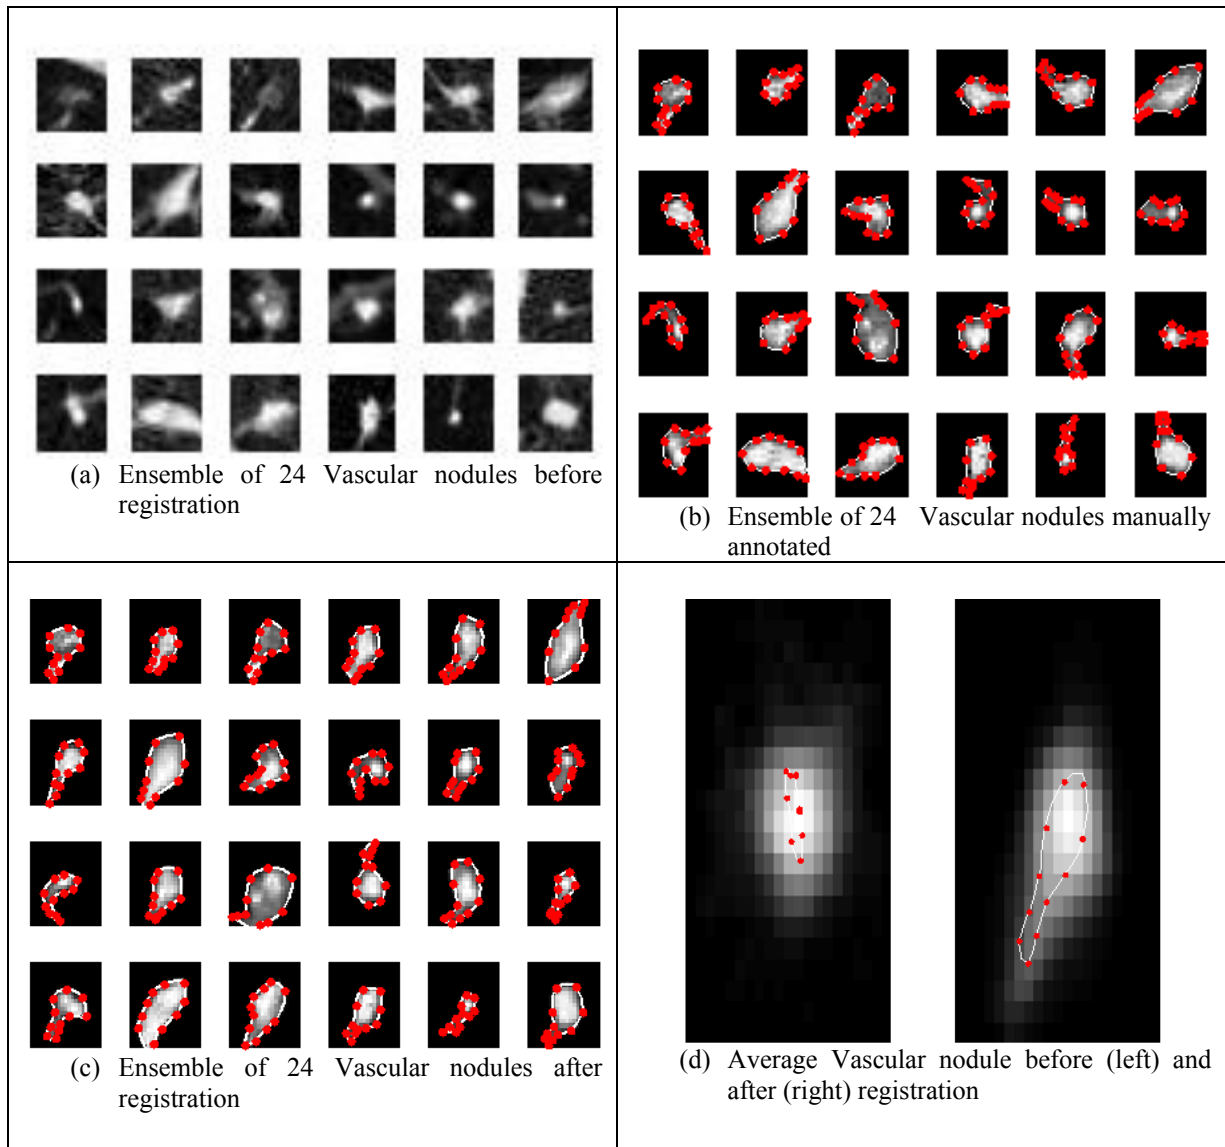 (a) Ensemble of 24 Vascular nodules before
registration
(b) Ensemble of 24 Vascular nodules manually
annotated
(c) Ensemble of 24 Vascular nodules after
registration
(d) Average Vascular nodule before (left) and
after (right) registration